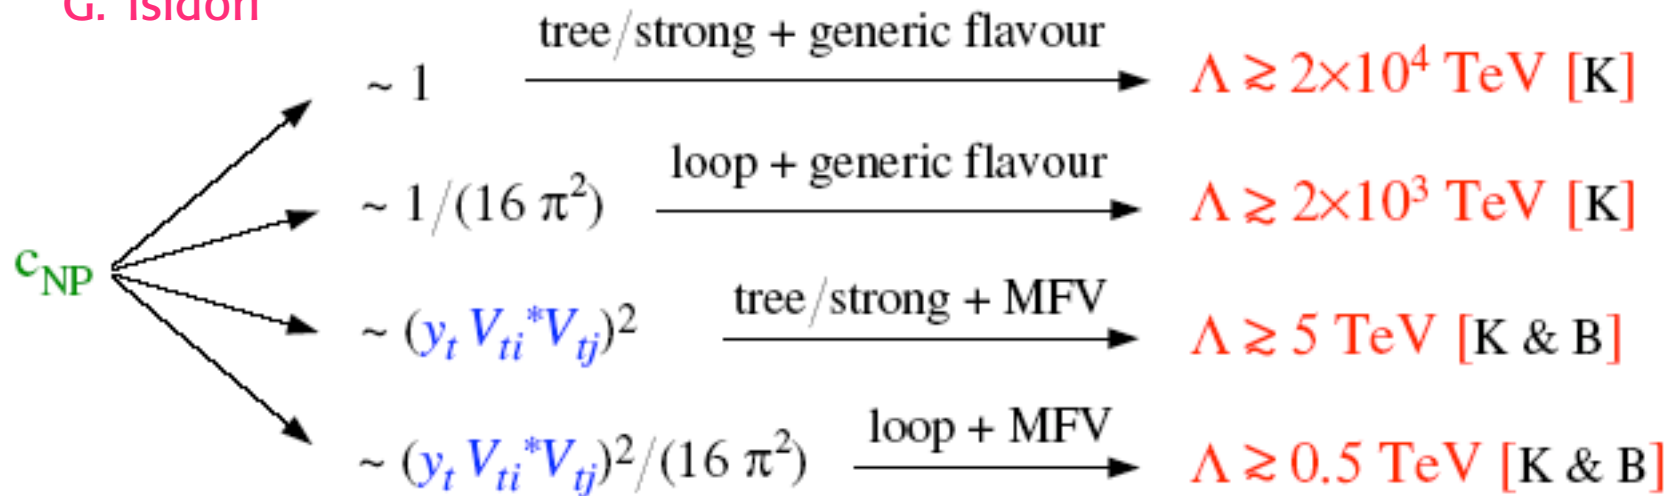 G. Isidori
tree/strong + generic flavour
~ 1
Λ ≳ 2×10⁴ TeV [K]
loop + generic flavour
~ 1/(16 π²)
Λ ≳ 2×10³ TeV [K]
c_NP
tree/strong + MFV
~ (y_t V_ti* V_tj)²
Λ ≳ 5 TeV [K & B]
loop + MFV
~ (y_t V_ti* V_tj)²/(16 π²)
Λ ≳ 0.5 TeV [K & B]